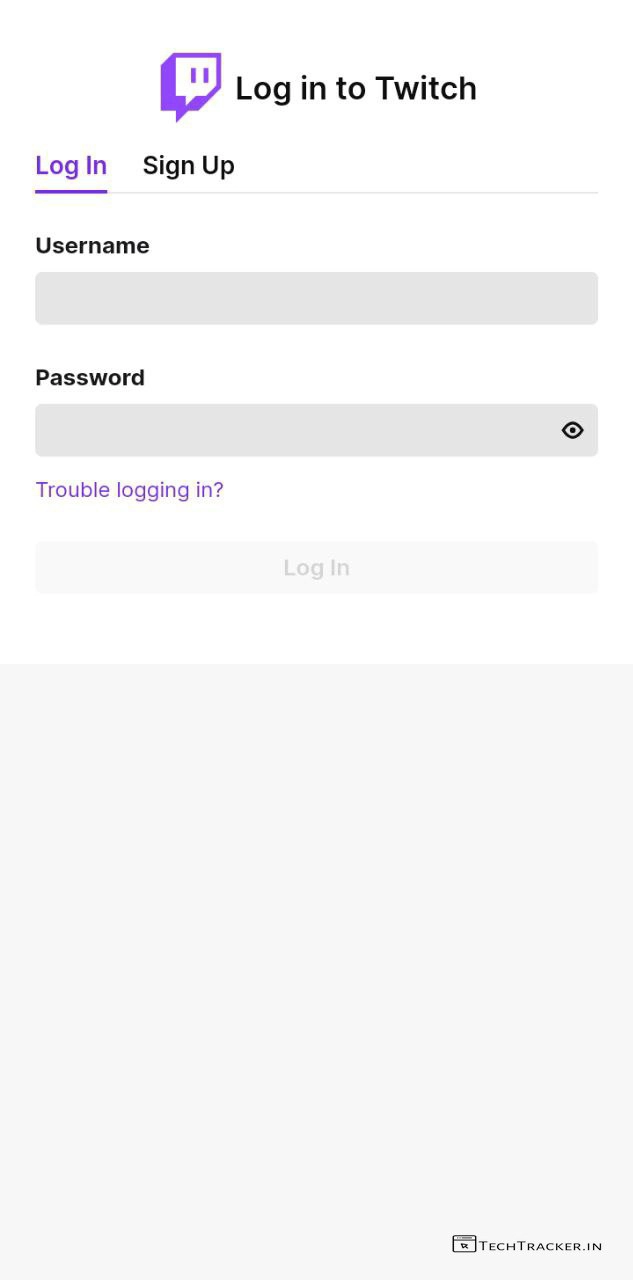 Log in to Twitch
Log In Sign Up
Username
Password
Trouble logging in?
Log In
TECHTRACKER.IN